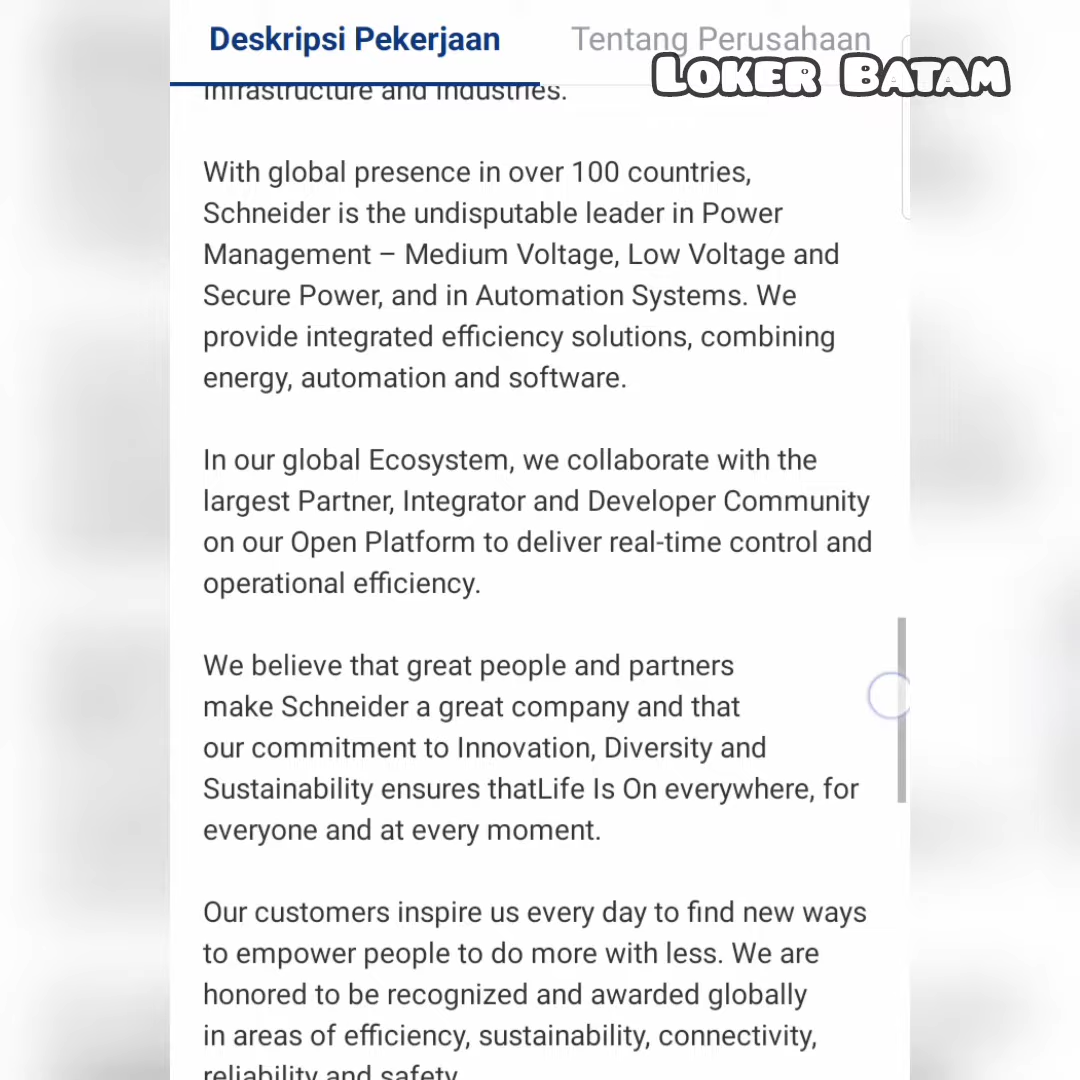 Deskripsi Pekerjaan
Tentang Perusahaan
LOKER BATAM
infrastructure and industries.
With global presence in over 100 countries,
Schneider is the undisputable leader in Power
Management – Medium Voltage, Low Voltage and
Secure Power, and in Automation Systems. We
provide integrated efficiency solutions, combining
energy, automation and software.
In our global Ecosystem, we collaborate with the
largest Partner, Integrator and Developer Community
on our Open Platform to deliver real-time control and
operational efficiency.
We believe that great people and partners
make Schneider a great company and that
our commitment to Innovation, Diversity and
Sustainability ensures thatLife Is On everywhere, for
everyone and at every moment.
Our customers inspire us every day to find new ways
to empower people to do more with less. We are
honored to be recognized and awarded globally
in areas of efficiency, sustainability, connectivity,
reliability and safety